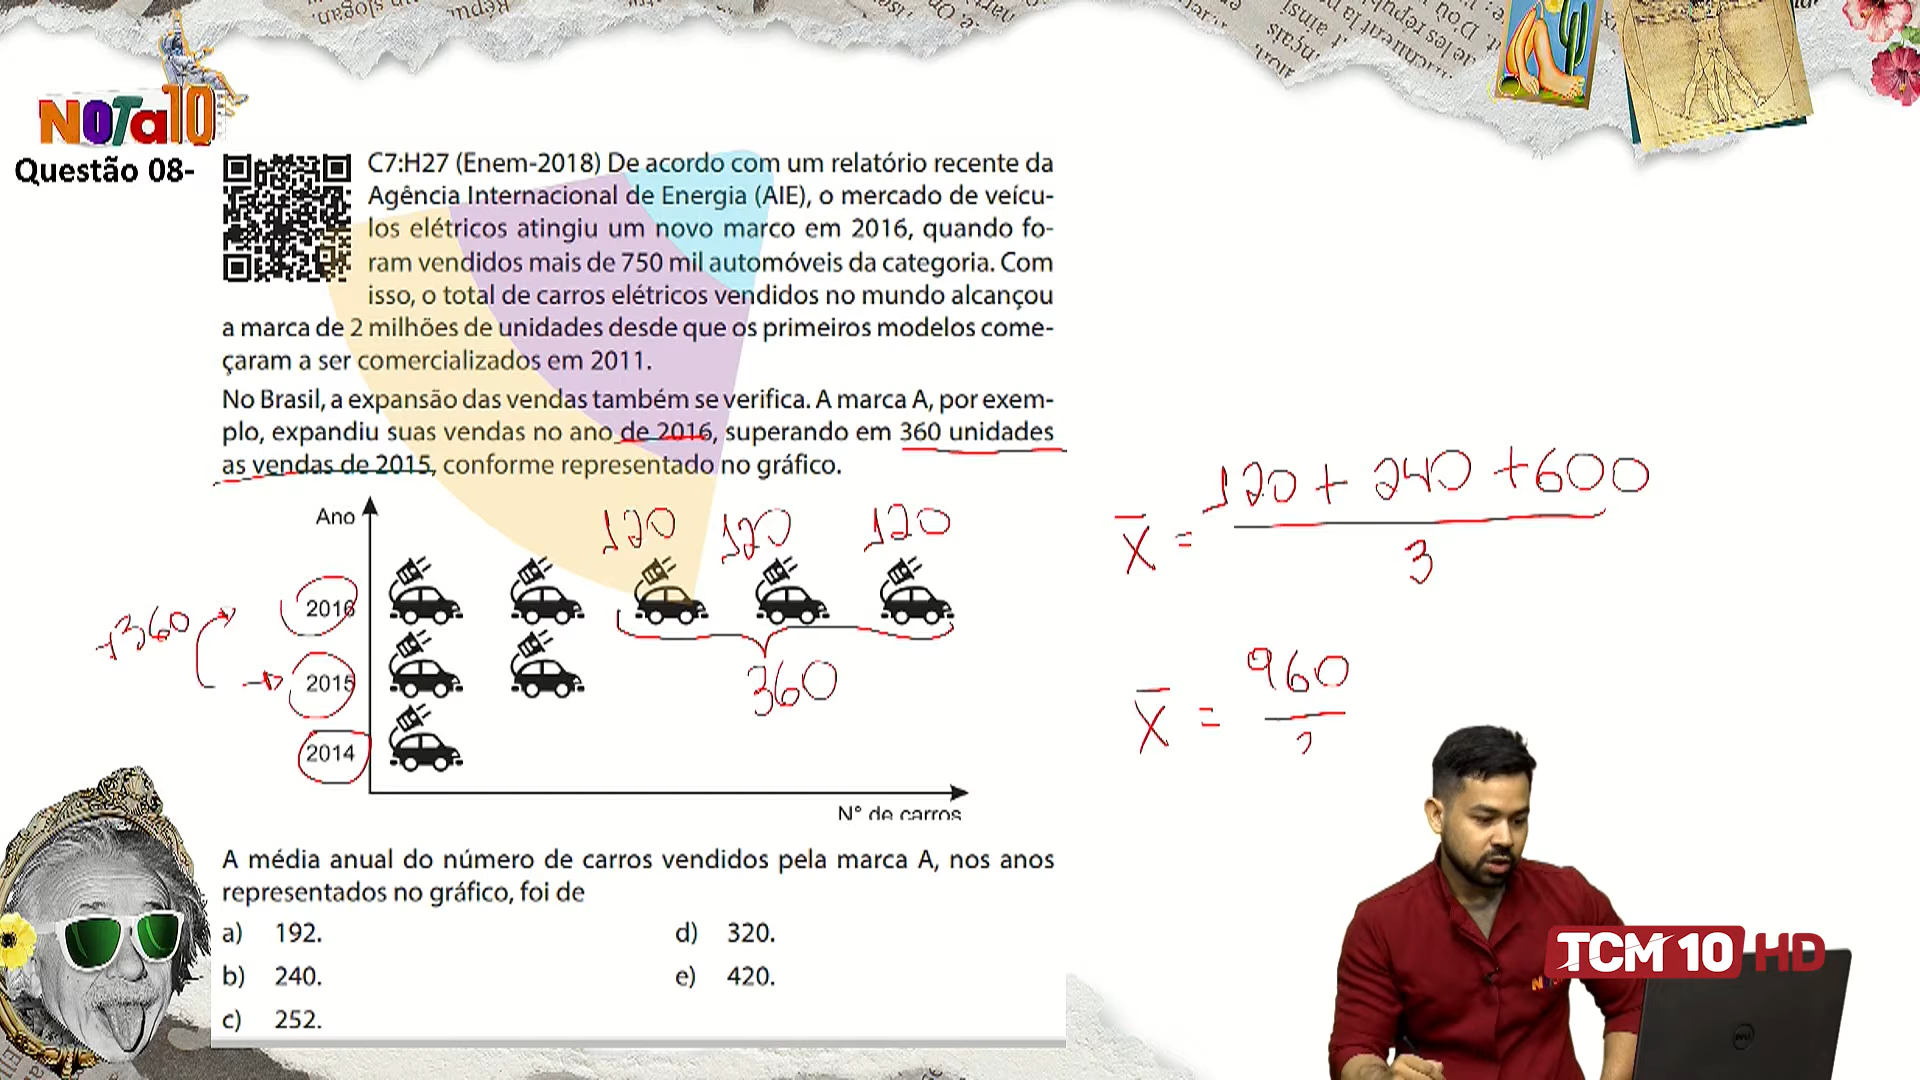 NOTa10
Questão 08-
C7:H27 (Enem-2018) De acordo com um relatório recente da
Agência Internacional de Energia (AIE), o mercado de veícu-
los elétricos atingiu um novo marco em 2016, quando fo-
ram vendidos mais de 750 mil automóveis da categoria. Com
isso, o total de carros elétricos vendidos no mundo alcançou
a marca de 2 milhões de unidades desde que os primeiros modelos come-
çaram a ser comercializados em 2011.
No Brasil, a expansão das vendas também se verifica. A marca A, por exem-
plo, expandiu suas vendas no ano de 2016, superando em 360 unidades
as vendas de 2015, conforme representado no gráfico.
Ano
120 120 120
2016
+360
2015
360
2014
N° de carros
A média anual do número de carros vendidos pela marca A, nos anos
representados no gráfico, foi de
a) 192.
b) 240.
c) 252.
d) 320.
e) 420.
120 + 240 + 600
X̅ =
3
960
X̅ =
TCM 10 HD
DELL